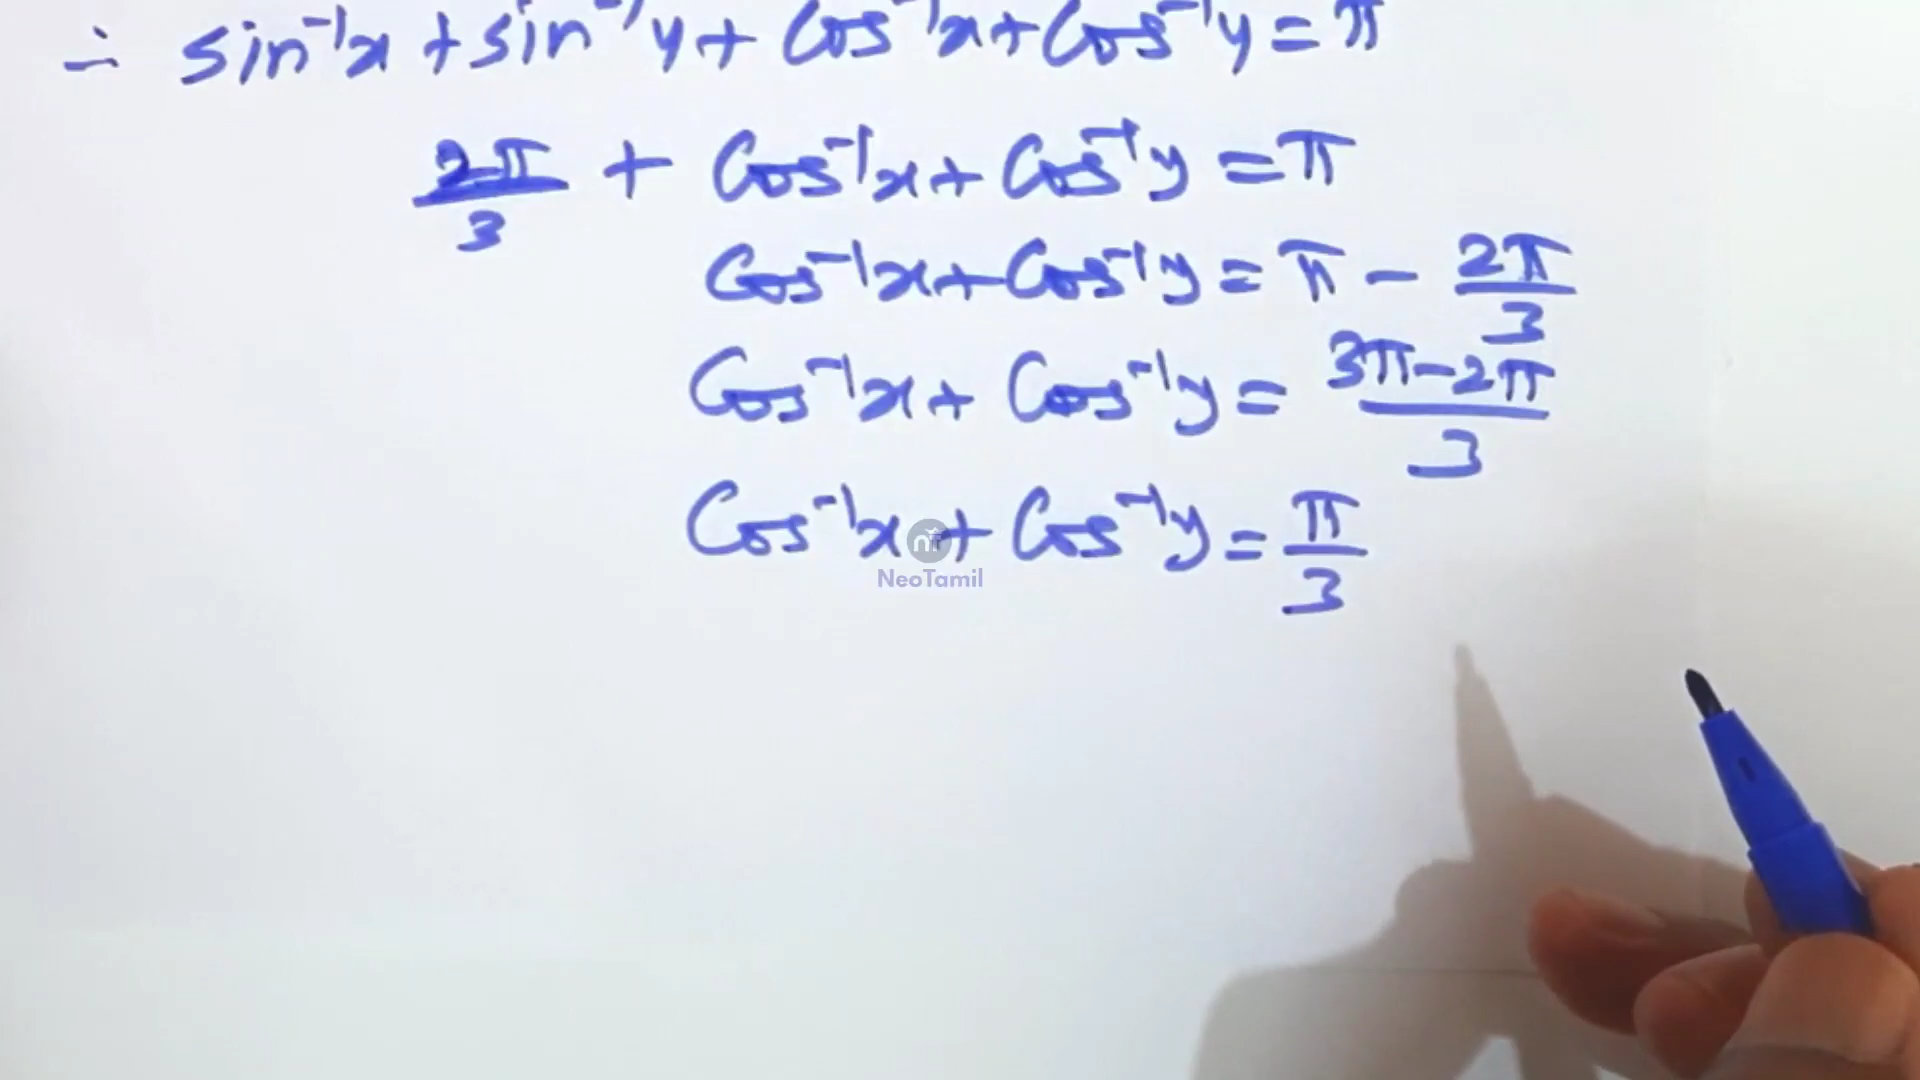 ∴ sin⁻¹x + sin⁻¹y + Cos⁻¹x + Cos⁻¹y = π
2π/3 + Cos⁻¹x + Cos⁻¹y = π
Cos⁻¹x + Cos⁻¹y = π - 2π/3
Cos⁻¹x + Cos⁻¹y = 3π-2π/3
Cos⁻¹x + Cos⁻¹y = π/3
NeoTamil